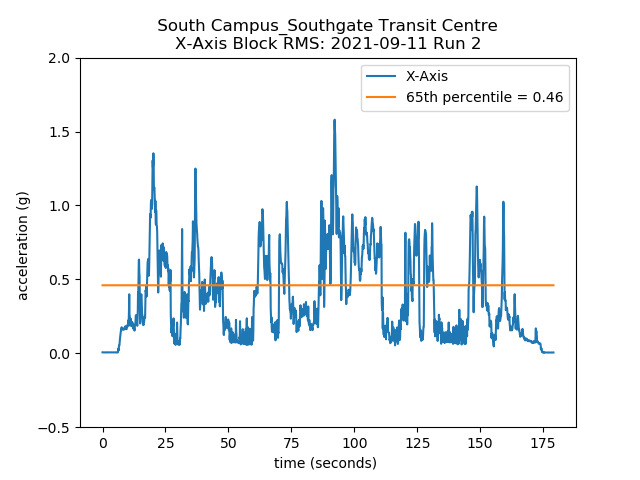 South Campus_Southgate Transit Centre
X-Axis Block RMS: 2021-09-11 Run 2
X-Axis
65th percentile = 0.46
acceleration (g)
2.0
1.5
1.0
0.5
0.0
−0.5
0 25 50 75 100 125 150 175
time (seconds)